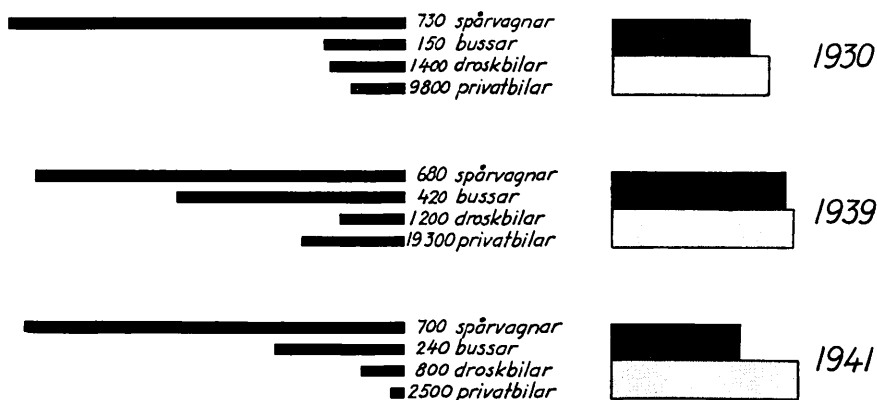 730 spårvagnar
150 bussar
1400 droskbilar
9800 privatbilar
1930
680 spårvagnar
420 bussar
1200 droskbilar
19300 privatbilar
1939
700 spårvagnar
240 bussar
800 droskbilar
2500 privatbilar
1941